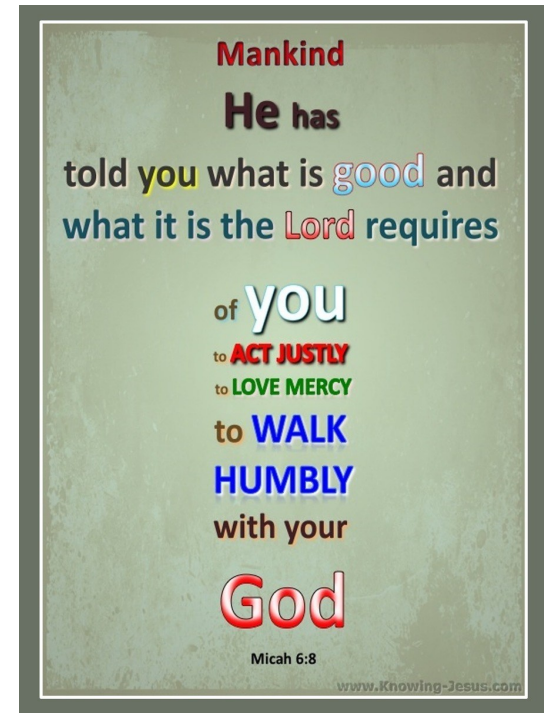 Mankind
He has
told you what is good and
what it is the Lord requires
of you
to ACT JUSTLY
to LOVE MERCY
to WALK
HUMBLY
with your
God
Micah 6:8
www.Knowing-Jesus.com